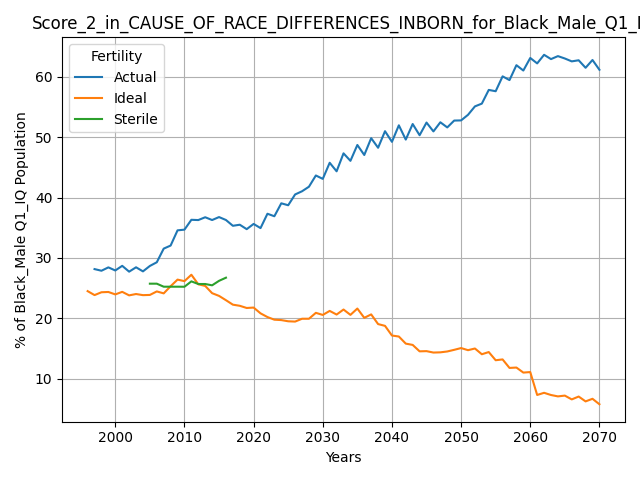 Score_2_in_CAUSE_OF_RACE_DIFFERENCES_INBORN_for_Black_Male_Q1_I
Fertility
Actual
Ideal
Sterile
% of Black_Male Q1_IQ Population
60
50
40
30
20
10
2000 2010 2020 2030 2040 2050 2060 2070
Years